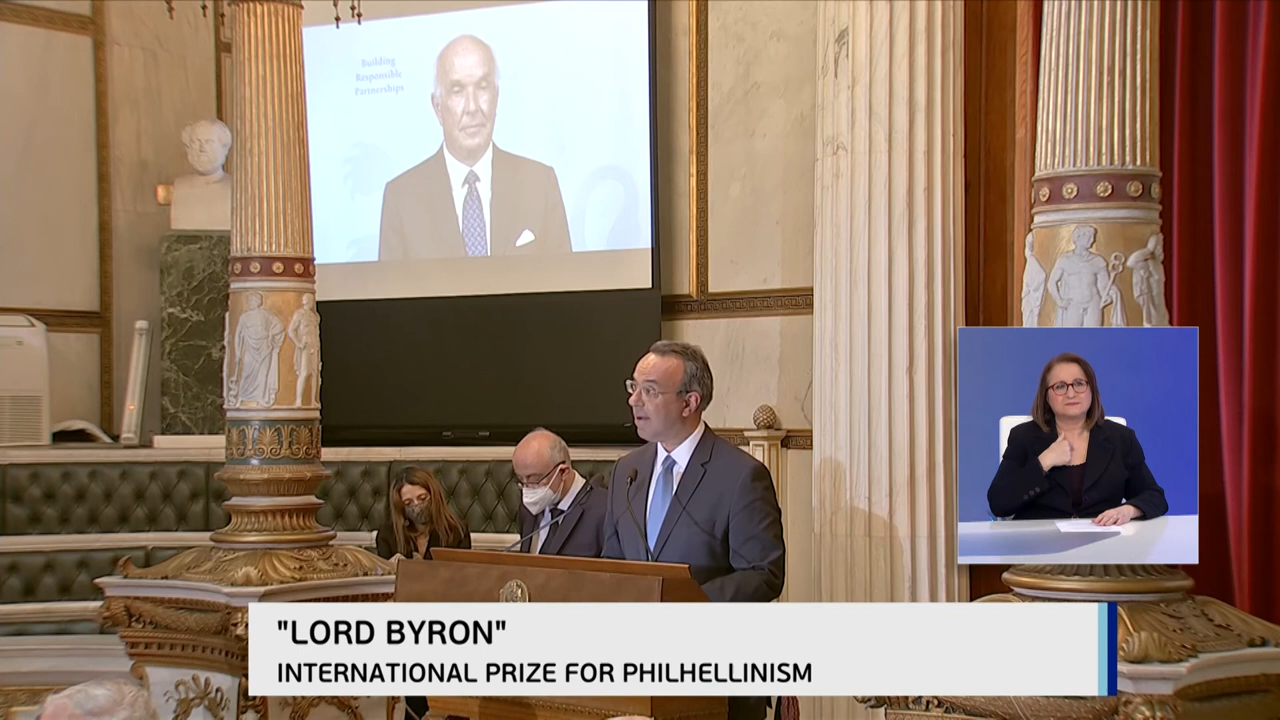 Building
Responsible
Partnerships
"LORD BYRON"
INTERNATIONAL PRIZE FOR PHILHELLINISM